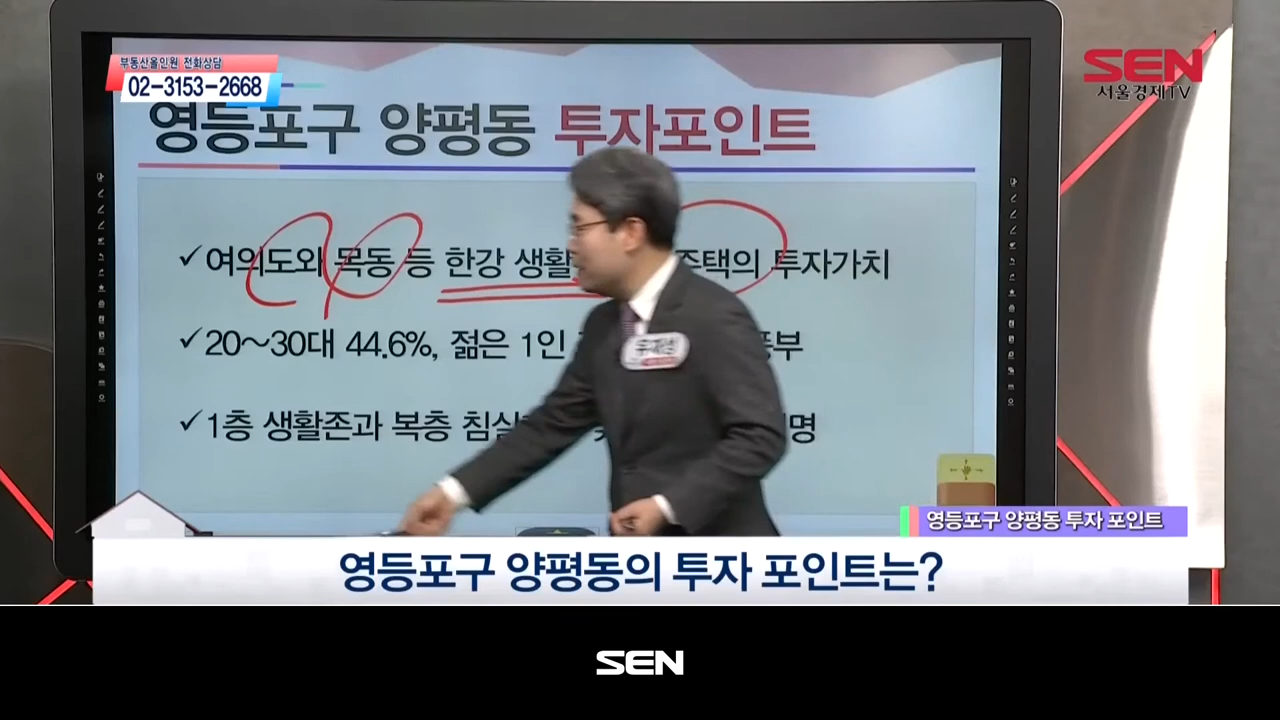 부동산올인원 전화상담
02-3153-2668
SEN
서울경제TV
영등포구 양평동 투자포인트
✓여의도와 목동 등 한강 생활 주택의 투자가치
✓20~30대 44.6%, 젊은 1인
✓1층 생활존과 복층 침실
영등포구 양평동 투자 포인트
영등포구 양평동의 투자 포인트는?
SEN